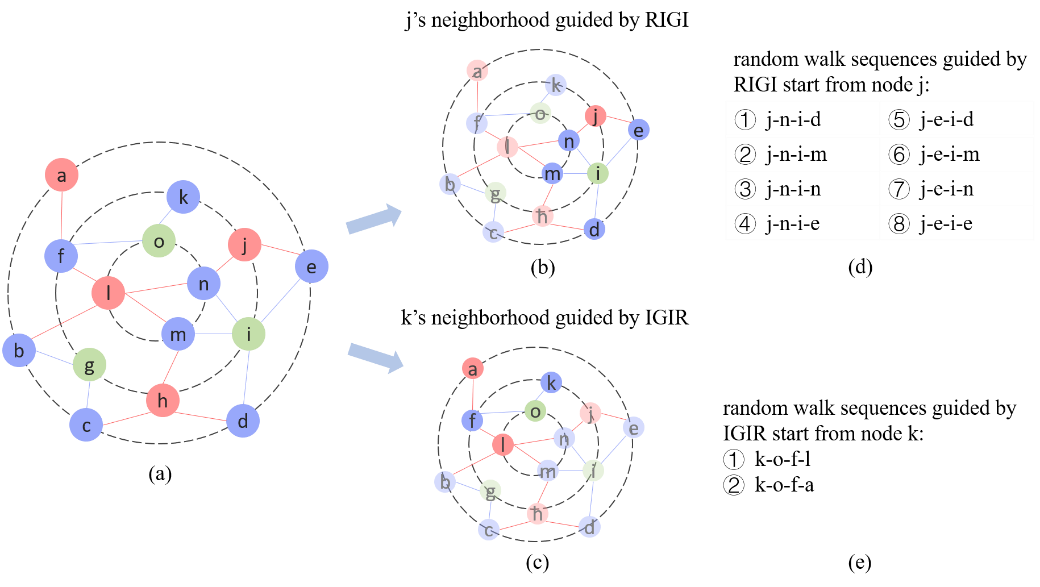 j's neighborhood guided by RIGI
a
k
o
f
j
e
n
l
i
m
b
g
h
c
d
(a)
a
k
o
f
j
e
n
l
m
i
b
g
h
c
d
(b)
random walk sequences guided by
RIGI start from node j:
① j-n-i-d ⑤ j-e-i-d
② j-n-i-m ⑥ j-e-i-m
③ j-n-i-n ⑦ j-e-i-n
④ j-n-i-e ⑧ j-e-i-e
(d)
k's neighborhood guided by IGIR
a
k
o
f
j
e
n
l
m
i
b
g
h
c
d
(c)
random walk sequences guided by
IGIR start from node k:
① k-o-f-l
② k-o-f-a
(e)